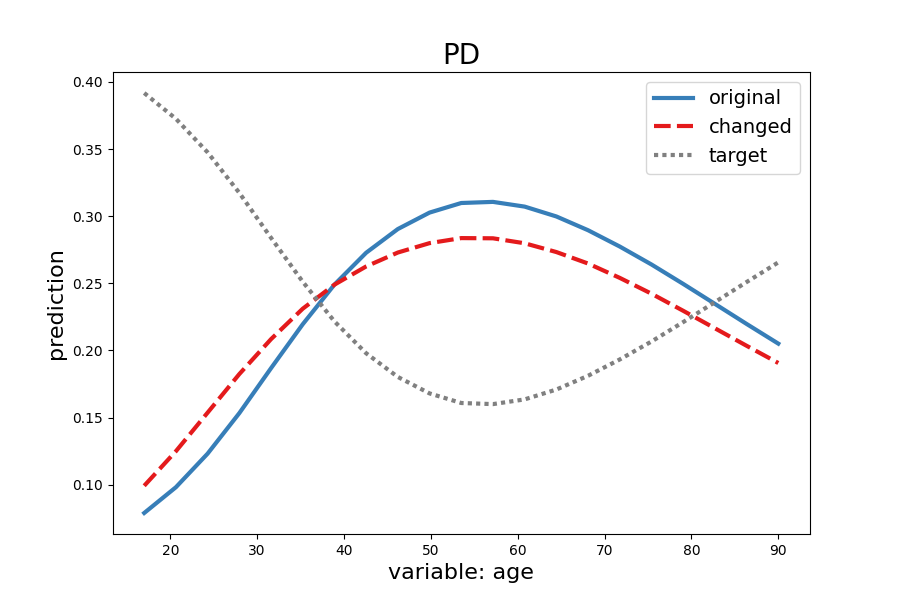 PD
original
changed
target
0.40
0.35
0.30
0.25
0.20
0.15
0.10
prediction
20 30 40 50 60 70 80 90
variable: age